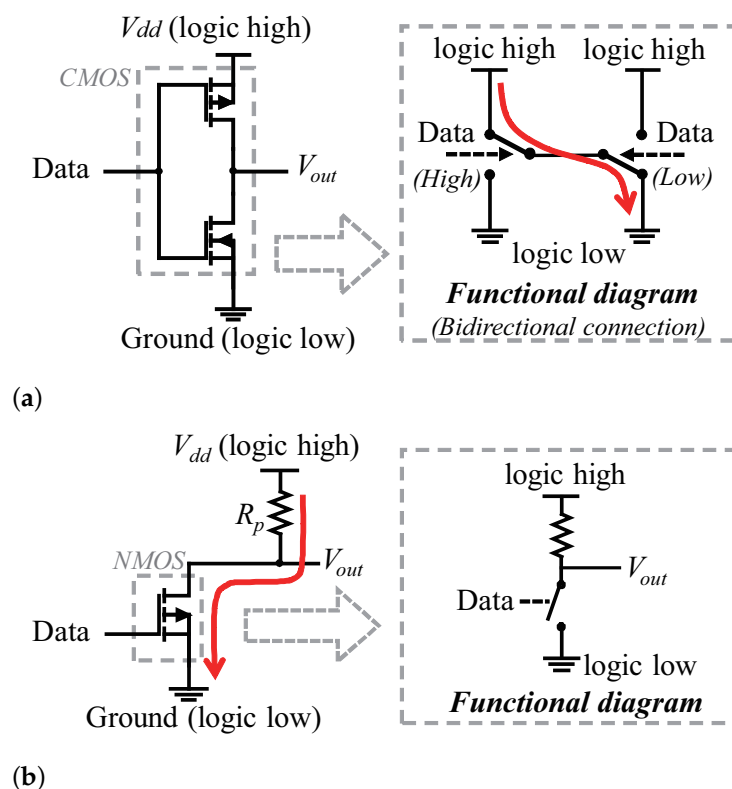 Vdd (logic high)
CMOS
Data
Vout
Ground (logic low)
logic high logic high
Data Data
(High) (Low)
logic low
Functional diagram
(Bidirectional connection)
(a)
Vdd (logic high)
Rp
NMOS
Vout
Data
Ground (logic low)
logic high
Vout
Data
logic low
Functional diagram
(b)